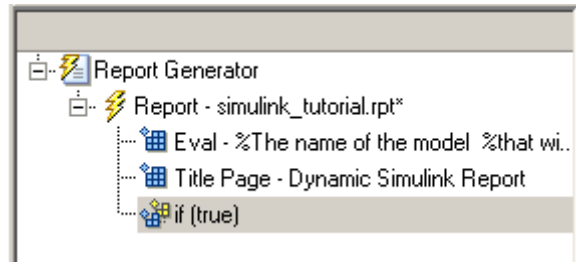 Report Generator
Report - simulink_tutorial.rpt*
Eval - %The name of the model %that wi..
Title Page - Dynamic Simulink Report
if (true)